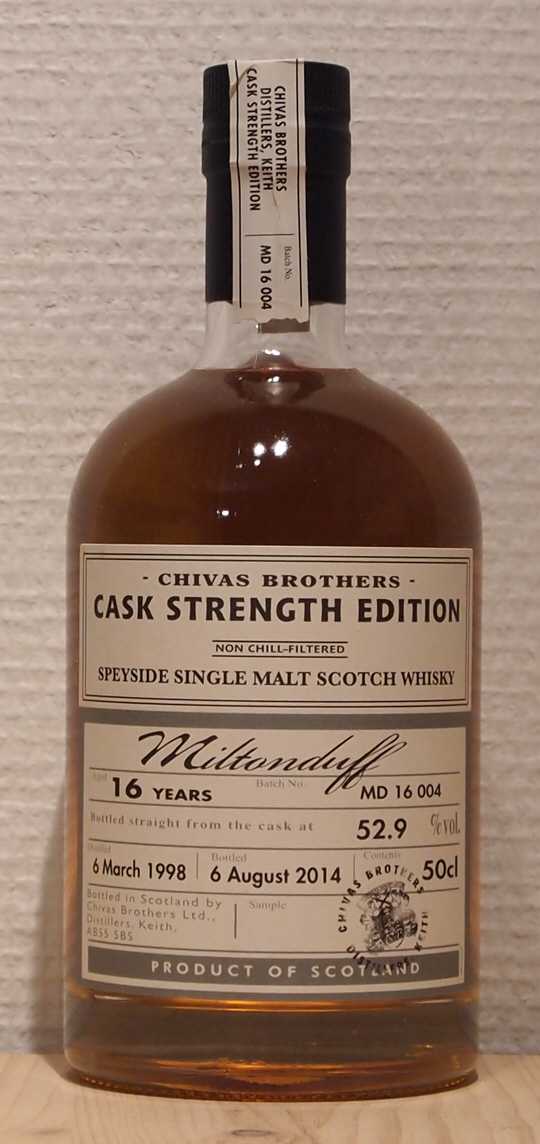 CHIVAS BROTHERS
DISTILLERS, KEITH
CASK STRENGTH EDITION
Batch No.
MD 16 004
- CHIVAS BROTHERS -
CASK STRENGTH EDITION
NON CHILL-FILTERED
SPEYSIDE SINGLE MALT SCOTCH WHISKY
Miltonduff
Aged 16 YEARS Batch No. MD 16 004
Bottled straight from the cask at 52.9 %vol.
Distilled Bottled Contents
6 March 1998 6 August 2014 50cl
Bottled in Scotland by Sample
Chivas Brothers Ltd.,
Distillers, Keith,
AB55 5BS
CHIVAS BROTHERS
DISTILLERS KEITH
PRODUCT OF SCOTLAND